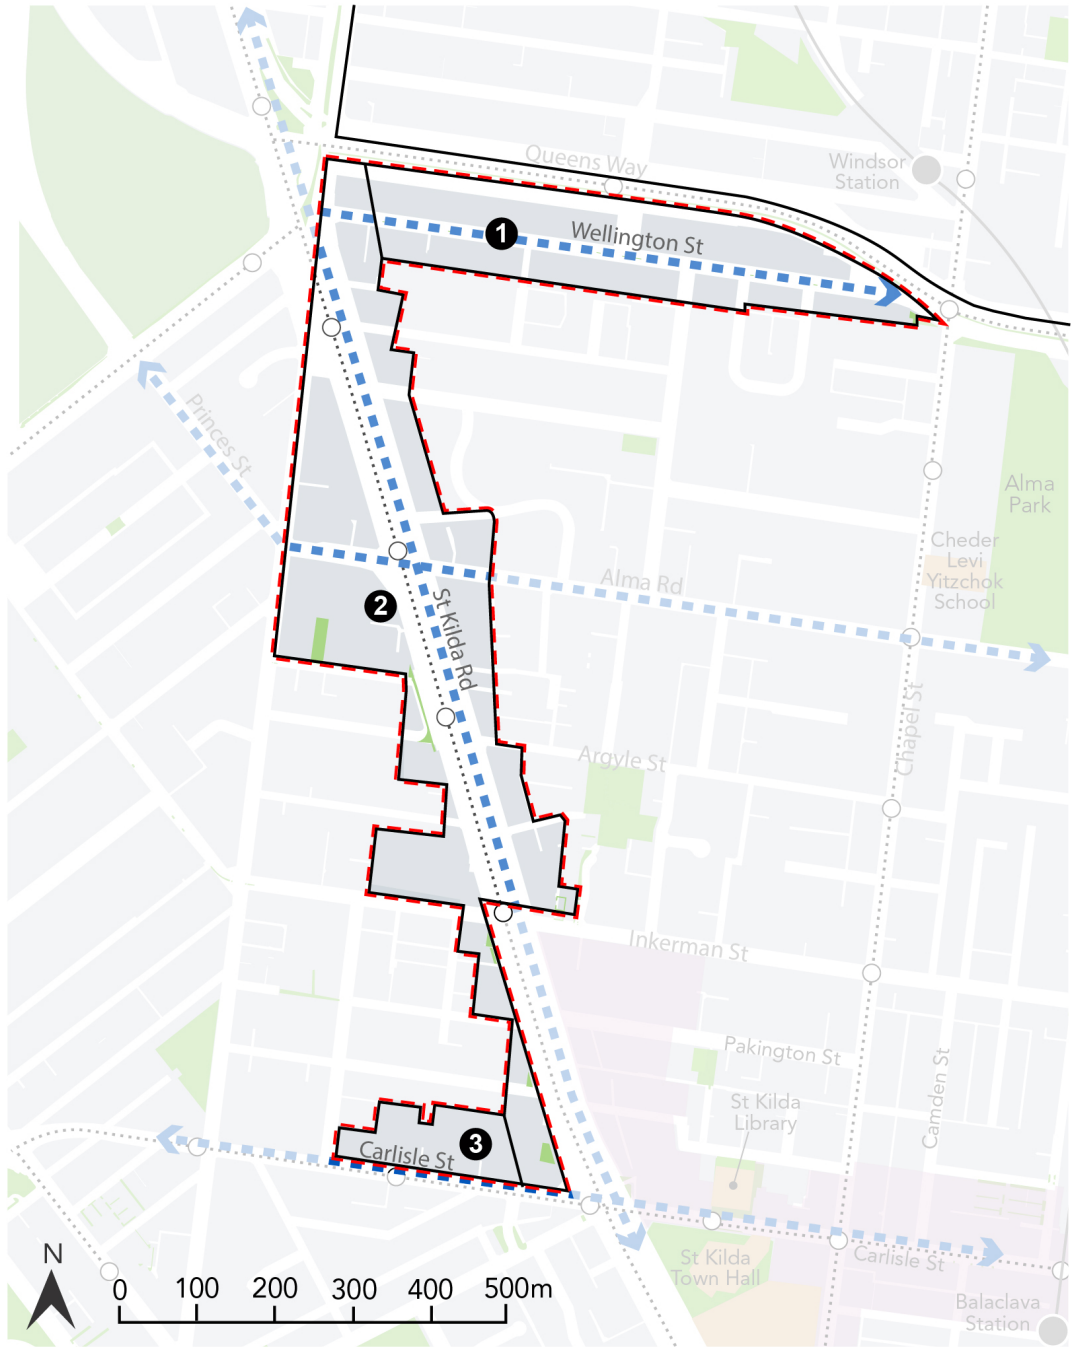 Queens Way
Windsor
Station
1
Wellington St
Princes St
Alma
Park
Cheder
Levi
Yitzchok
School
Alma Rd
2
St Kilda Rd
Chapel St
Argyle St
Inkerman St
Pakington St
Camden St
St Kilda
Library
3
Carlisle St
Carlisle St
St Kilda
Town Hall
Balaclava
Station
N
0 100 200 300 400 500m